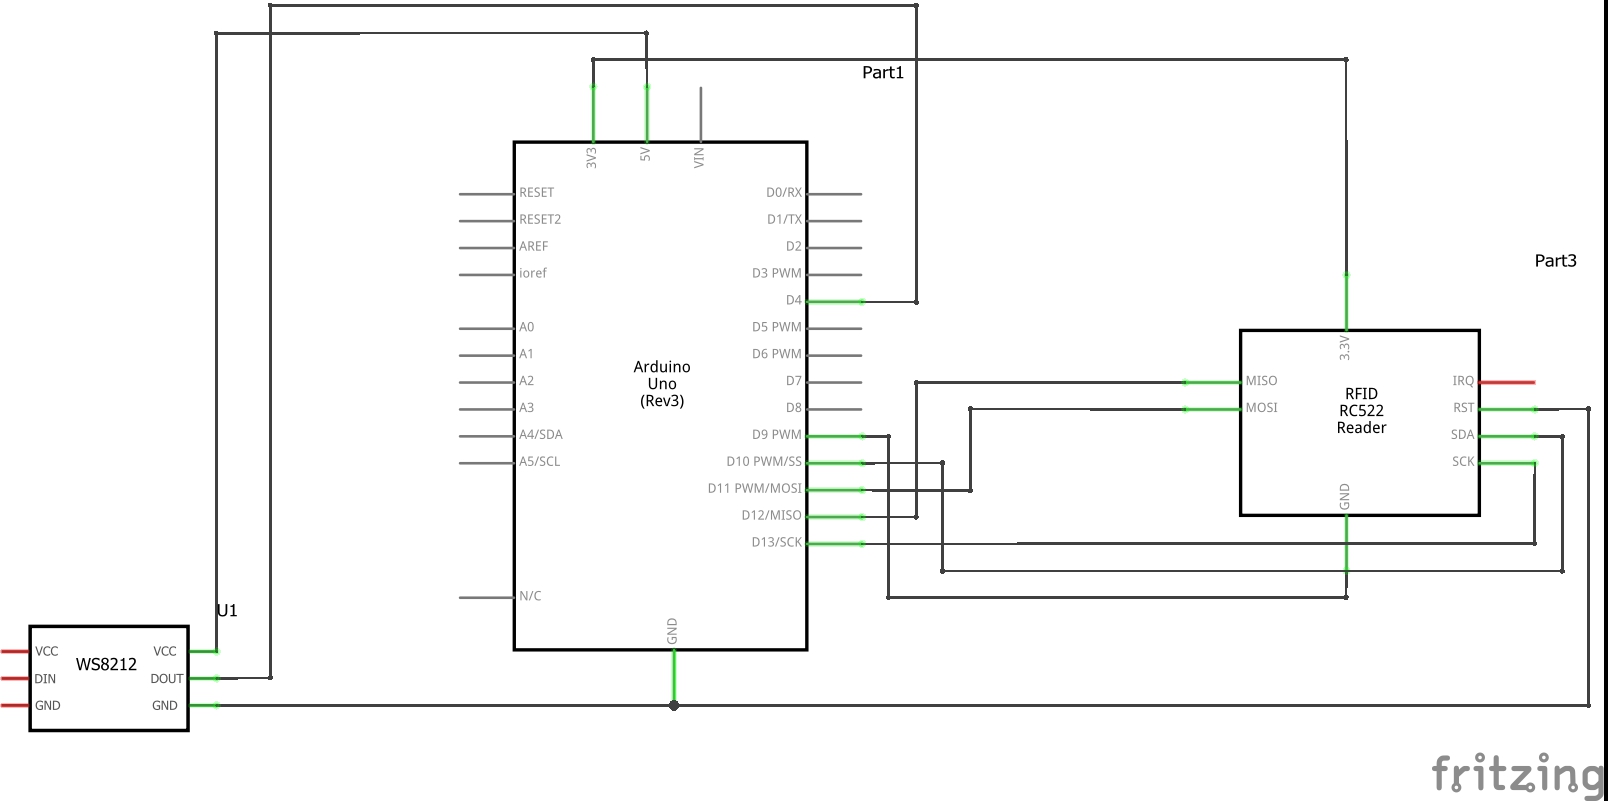 Part1
3V3
5V
VIN
RESET
RESET2
AREF
ioref
A0
A1
A2
A3
A4/SDA
A5/SCL
N/C
Arduino
Uno
(Rev3)
D0/RX
D1/TX
D2
D3 PWM
D4
D5 PWM
D6 PWM
D7
D8
D9 PWM
D10 PWM/SS
D11 PWM/MOSI
D12/MISO
D13/SCK
GND
Part3
3.3V
MISO
MOSI
RFID
RC522
Reader
IRQ
RST
SDA
SCK
GND
U1
VCC
DIN
GND
WS8212
VCC
DOUT
GND
fritzing